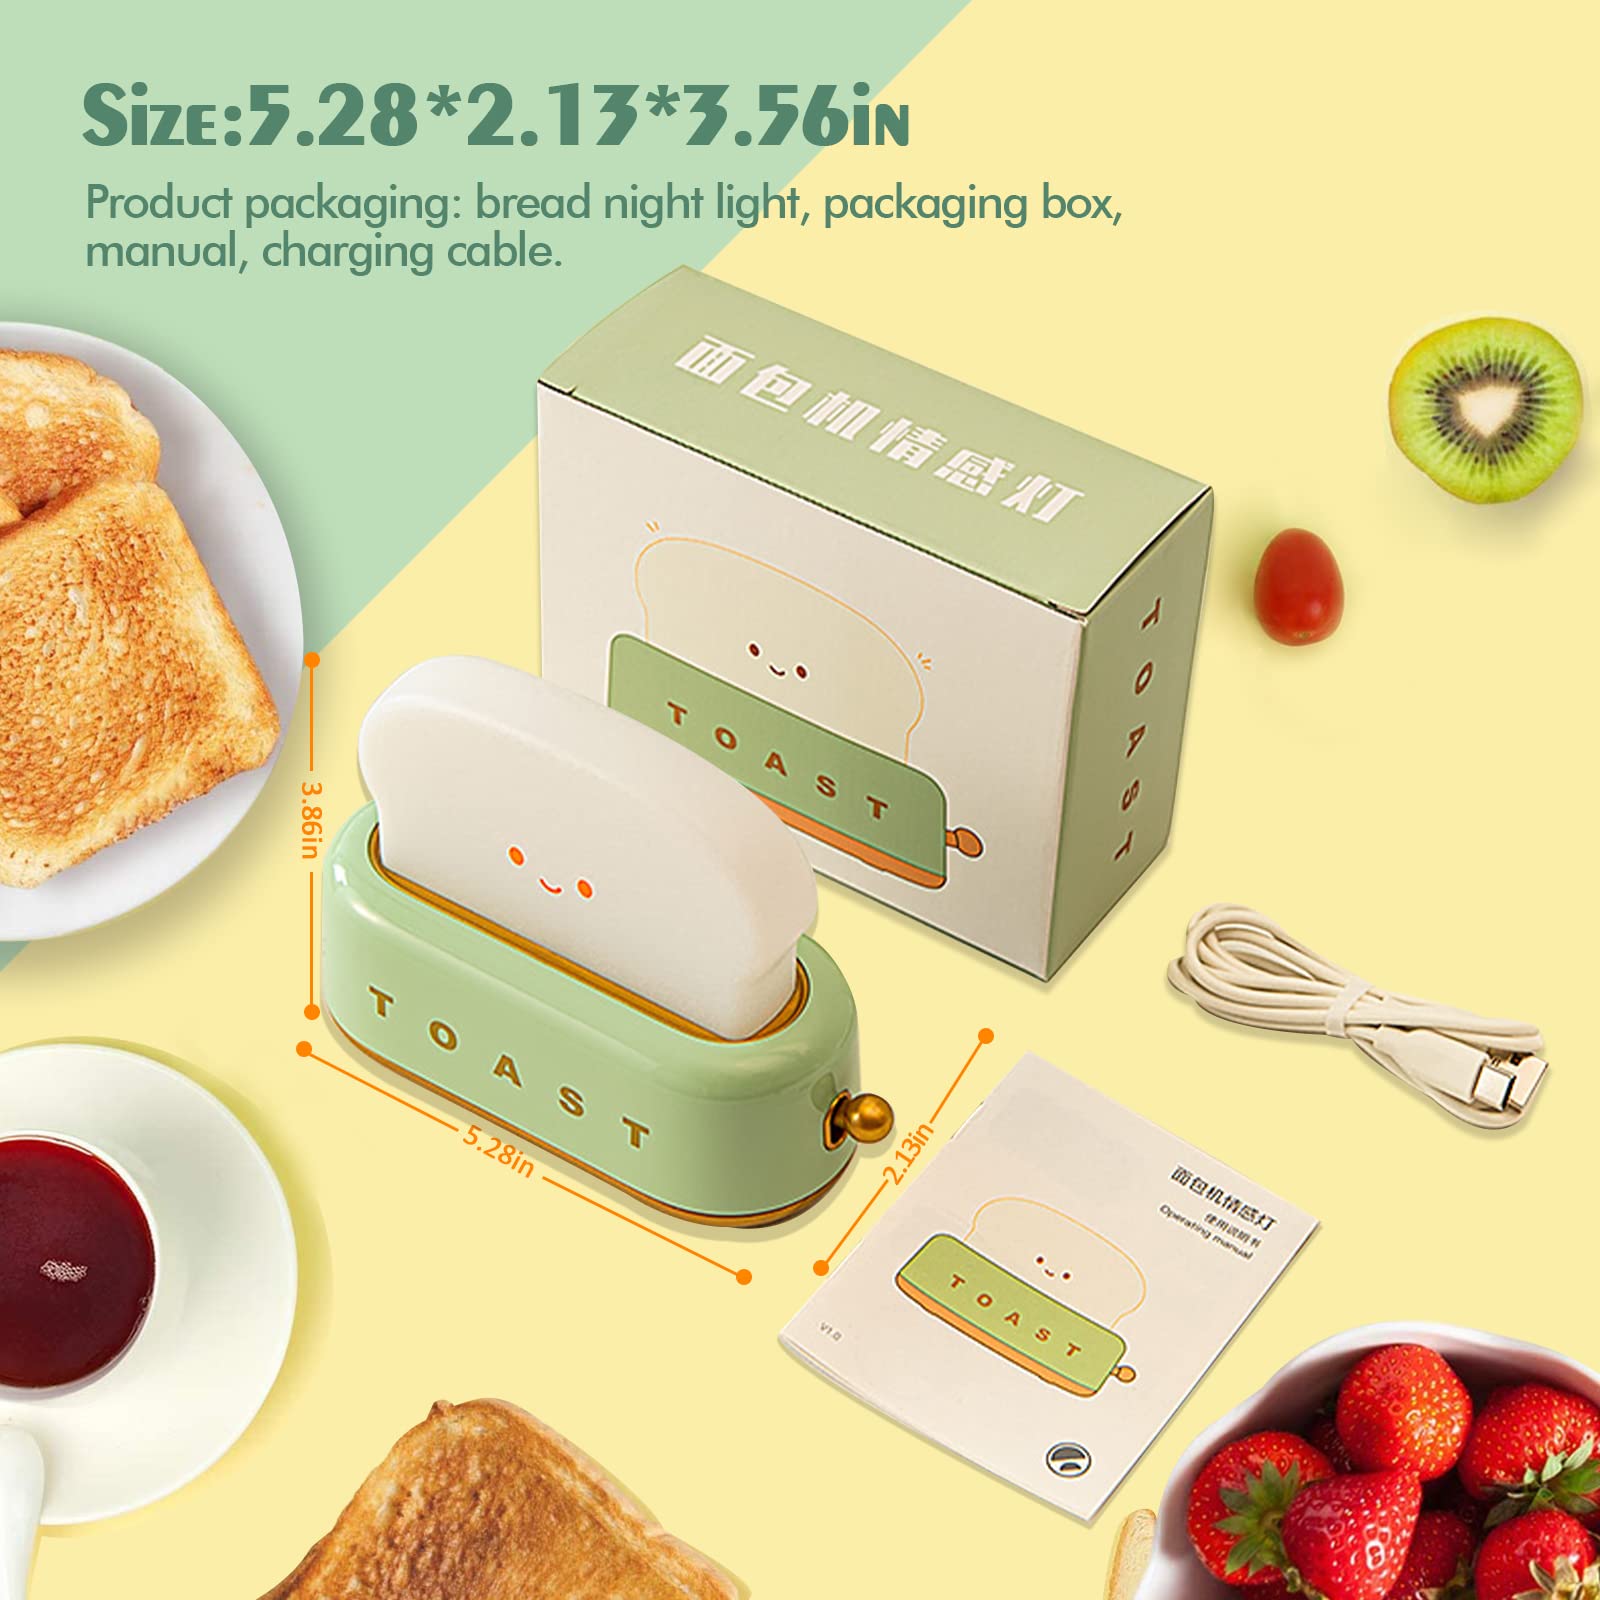 Size:5.28*2.13*3.56in
Product packaging: bread night light, packaging box,
manual, charging cable.
面包机情感灯
TOAST
TOAST
3.86in
TOAST
5.28in
2.13in
面包机情感灯
使用说明书
Operating manual
TOAST
V1.0